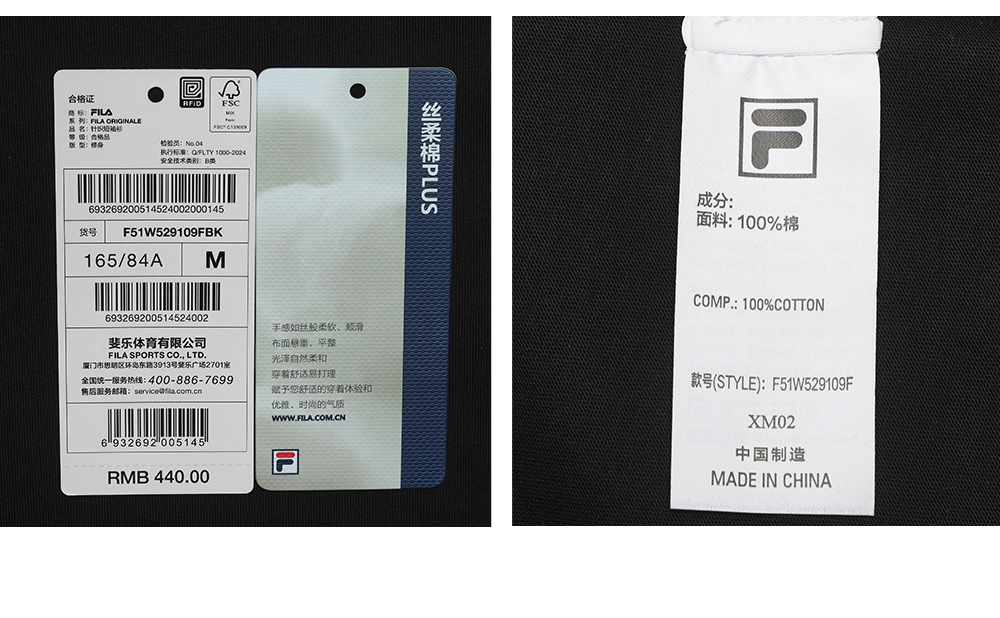 合格证
RFiD
FSC
MIX
Paper
FSC® C139009
商 标: FILA
系 列: FILA ORIGINALE
品 名: 针织短袖衫
等 级: 合格品
版 型: 修身
检验员: No.04
执行标准: Q/FLTY 1000-2024
安全技术类别: B类
693269200514524002000145
货号 F51W529109FBK
165/84A M
693269200514524002
斐乐体育有限公司
FILA SPORTS CO., LTD.
厦门市思明区环岛东路3913号斐乐广场2701室
全国统一服务热线: 400-886-7699
售后服务邮箱: service@fila.com.cn
6 932692 005145
RMB 440.00
丝柔棉PLUS
手感如丝般柔软、顺滑
布面悬垂、平整
光泽自然柔和
穿着舒适易打理
赋予您舒适的穿着体验和
优雅、时尚的气质
WWW.FILA.COM.CN
成分:
面料: 100%棉
COMP.: 100%COTTON
款号(STYLE): F51W529109F
XM02
中国制造
MADE IN CHINA